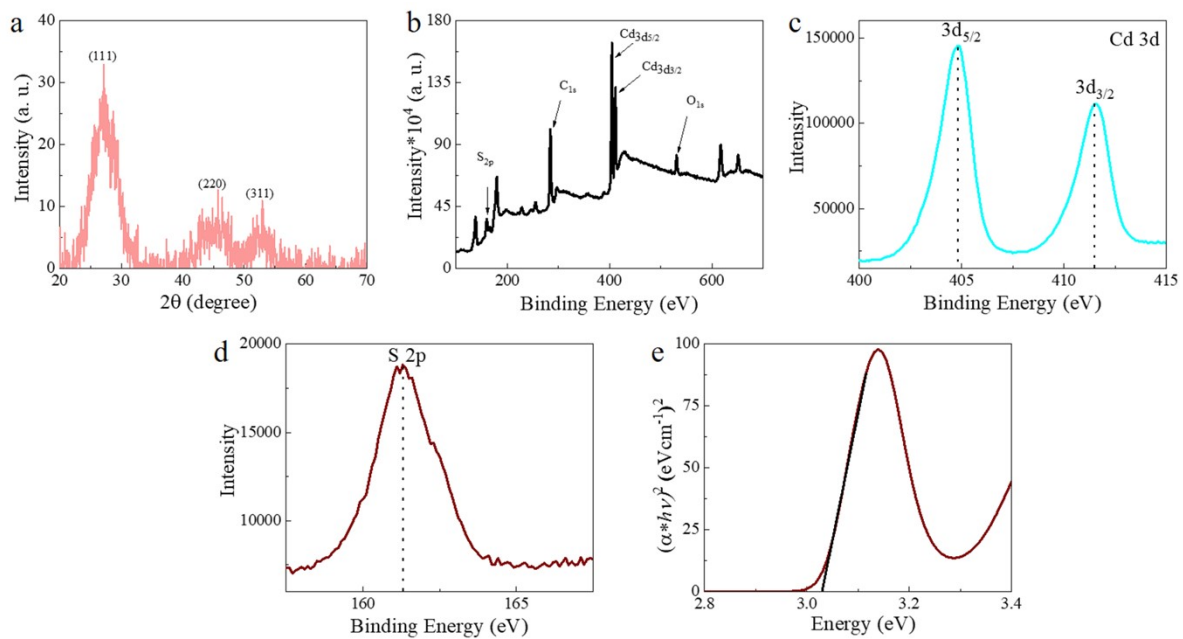 a
Intensity (a. u.)
40
30
20
10
0
(111)
(220)
(311)
20 30 40 50 60 70
2θ (degree)
b
Intensity*10⁴ (a. u.)
180
135
90
45
0
Cd₃d₅/₂
Cd₃d₃/₂
C₁s
O₁s
S₂p
200 400 600
Binding Energy (eV)
c
Intensity
150000
100000
50000
3d₅/₂
Cd 3d
3d₃/₂
400 405 410 415
Binding Energy (eV)
d
Intensity
20000
15000
10000
S 2p
160 165
Binding Energy (eV)
e
(α*hν)² (eVcm⁻¹)²
100
75
50
25
0
2.8 3.0 3.2 3.4
Energy (eV)